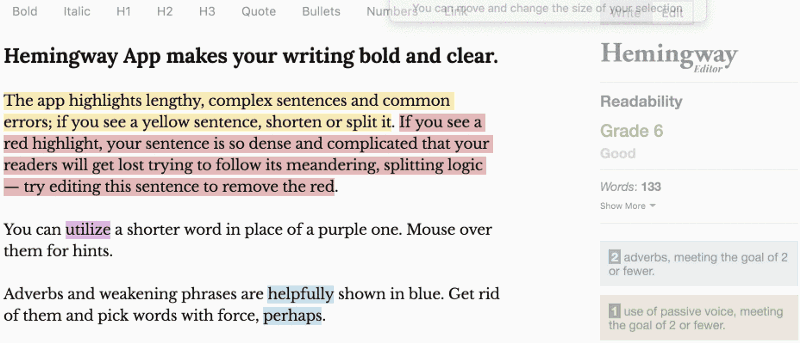 You can move and change the size of your selection
Bold Italic H1 H2 H3 Quote Bullets Numbers Link Write Edit
Hemingway App makes your writing bold and clear.
The app highlights lengthy, complex sentences and common
errors; if you see a yellow sentence, shorten or split it. If you see a
red highlight, your sentence is so dense and complicated that your
readers will get lost trying to follow its meandering, splitting logic
— try editing this sentence to remove the red.
You can utilize a shorter word in place of a purple one. Mouse over
them for hints.
Adverbs and weakening phrases are helpfully shown in blue. Get rid
of them and pick words with force, perhaps.
Hemingway
Editor
Readability
Grade 6
Good
Words: 133
Show More
2 adverbs, meeting the goal of 2
or fewer.
1 use of passive voice, meeting
the goal of 2 or fewer.